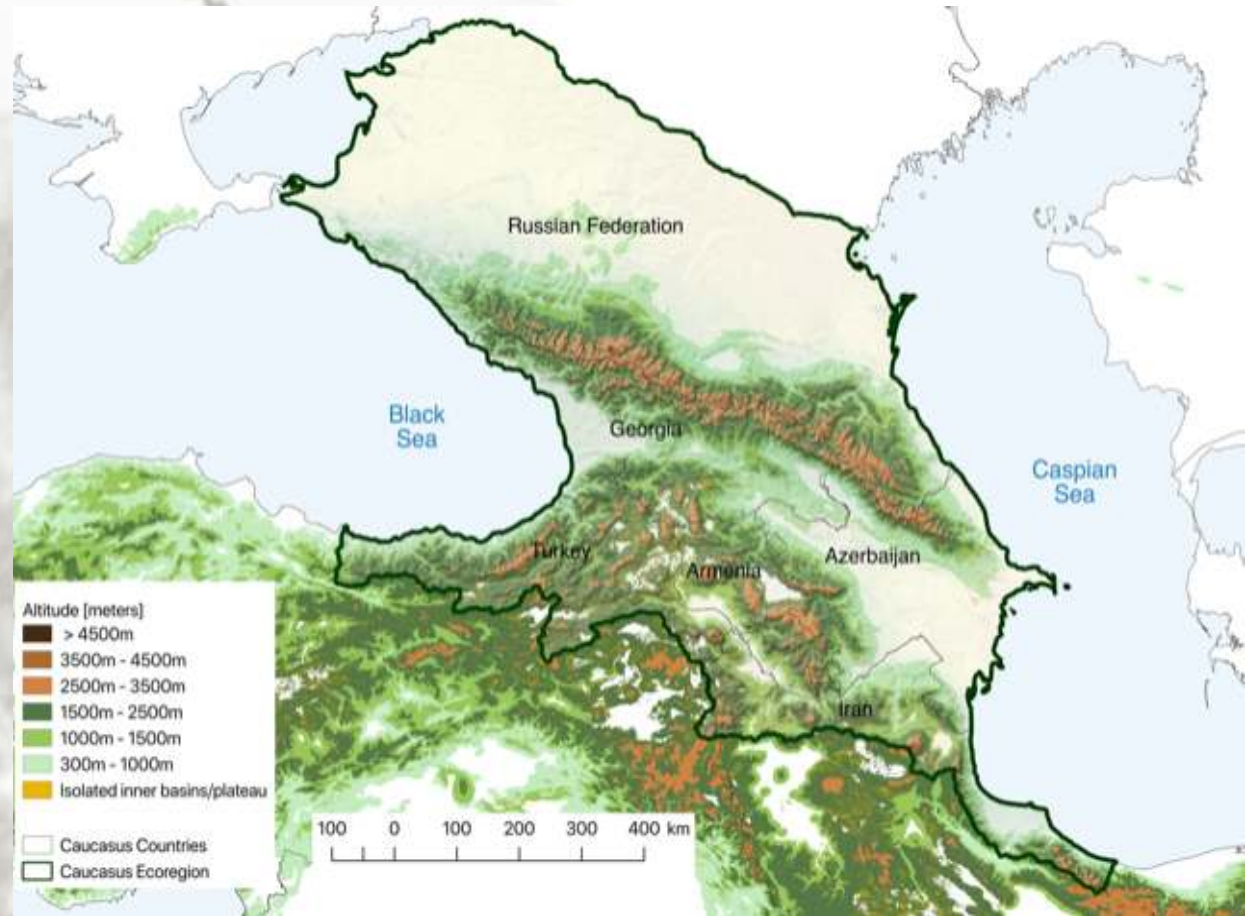 Russian Federation
Black
Sea
Georgia
Caspian
Sea
Turkey
Armenia
Azerbaijan
Iran
Altitude [meters]
> 4500m
3500m - 4500m
2500m - 3500m
1500m - 2500m
1000m - 1500m
300m - 1000m
Isolated inner basins/plateau
Caucasus Countries
Caucasus Ecoregion
100 0 100 200 300 400 km